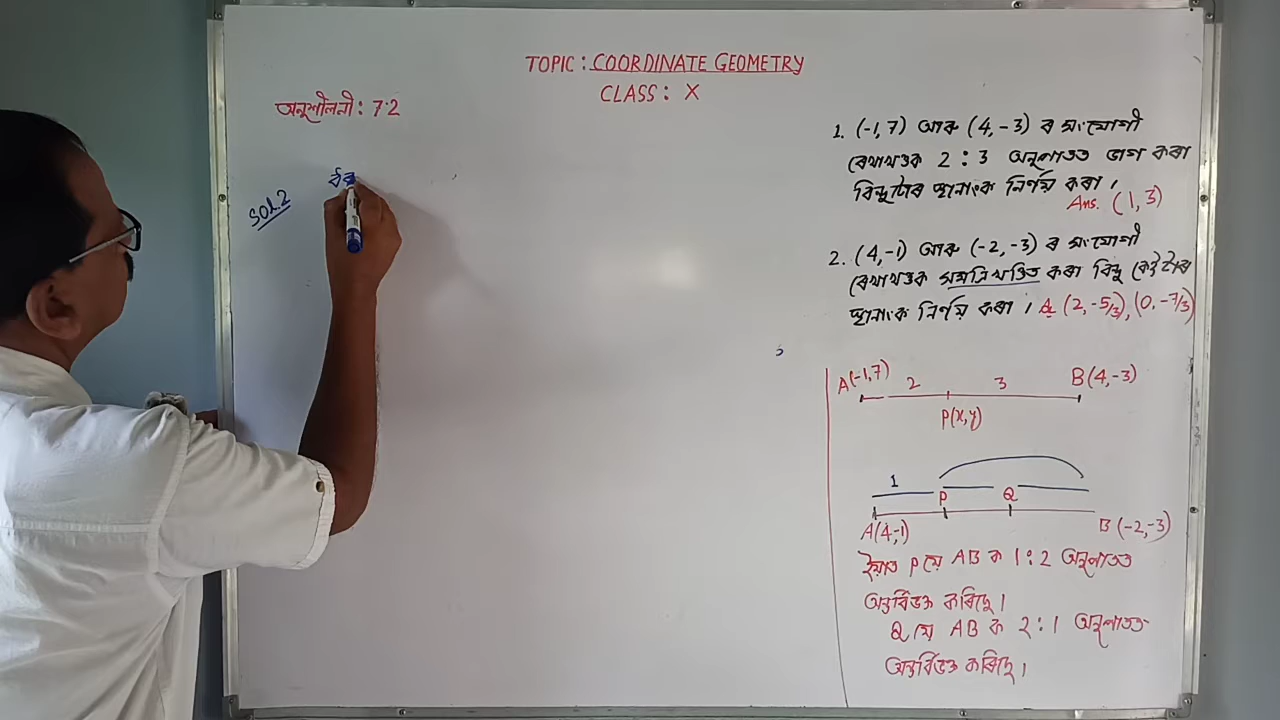 TOPIC : COORDINATE GEOMETRY
CLASS : X
অনুশীলনী : 7.2
SOL 2
1. (-1, 7) আৰু (4, -3) ৰ সংযোগী
ৰেখাখণ্ডক 2 : 3 অনুপাতত ভাগ কৰা
বিন্দুটোৰ স্থানাংক নিৰ্ণয় কৰা ।
Ans. (1, 3)
2. (4, -1) আৰু (-2, -3) ৰ সংযোগী
ৰেখাখণ্ডক সমত্ৰিখণ্ডিত কৰা বিন্দু কেইটাৰ
স্থানাংক নিৰ্ণয় কৰা । A (2, -5/3), (0, -7/3)
A(-1, 7) 2 3 B(4, -3)
P(x, y)
1
P Q
A(4, -1) B(-2, -3)
ইয়াত P য়ে AB ক 1 : 2 অনুপাতত
অন্তৰ্বিভক্ত কৰিছে।
Q য়ে AB ক 2 : 1 অনুপাতত
অন্তৰ্বিভক্ত কৰিছে।